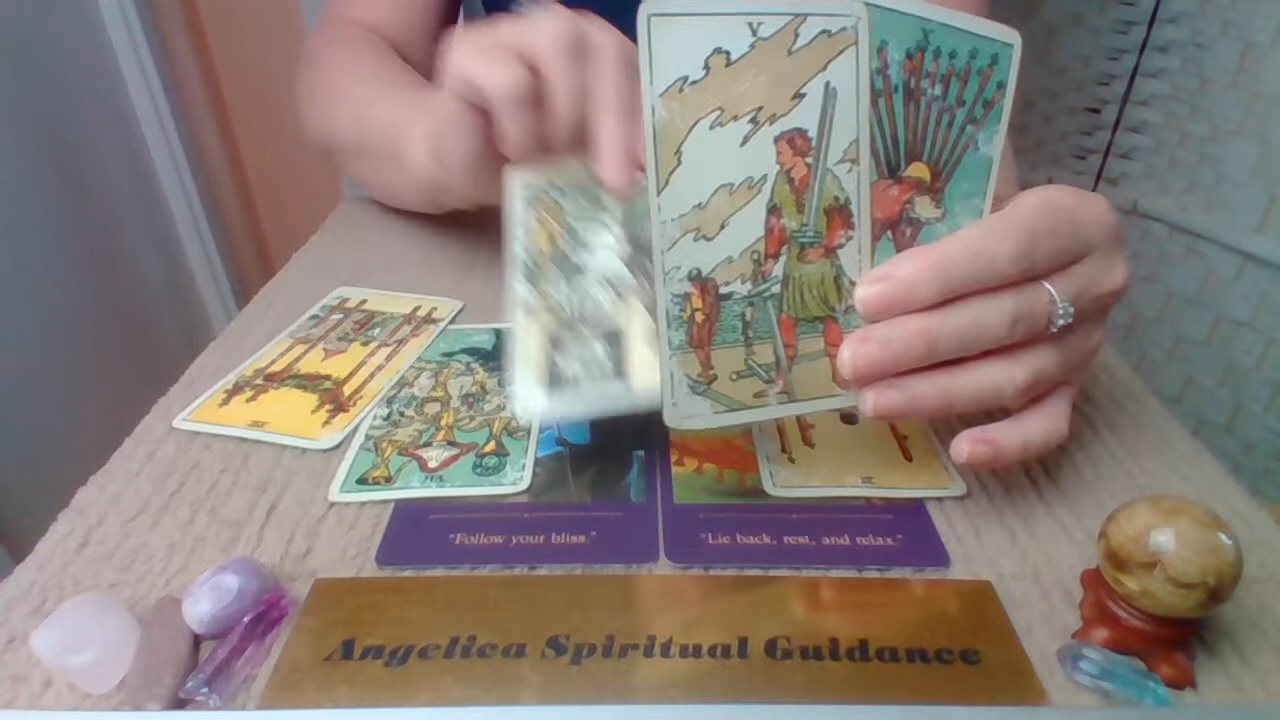 V
X
"Follow your bliss."
"Lie back, rest, and relax."
Angelica Spiritual Guidance